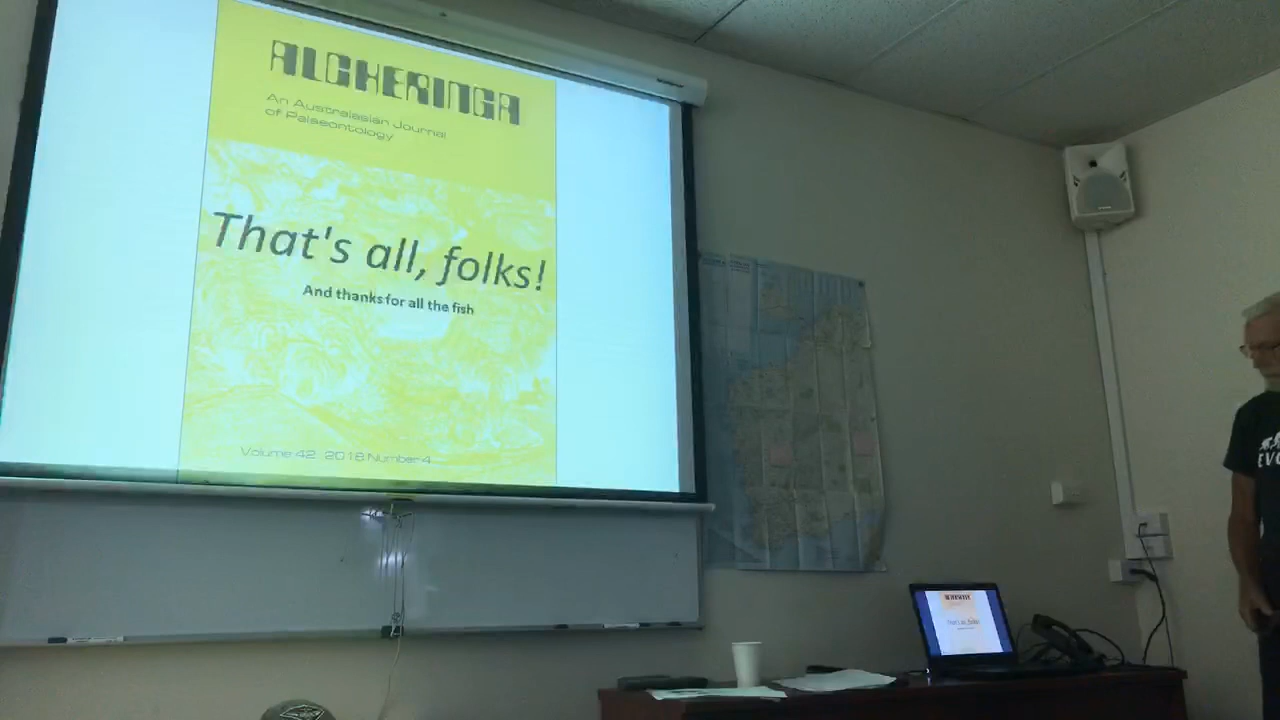 ALCHERINGA
An Australasian Journal
of Palaeontology
That's all, folks!
And thanks for all the fish
Volume 42 2018 Number 4